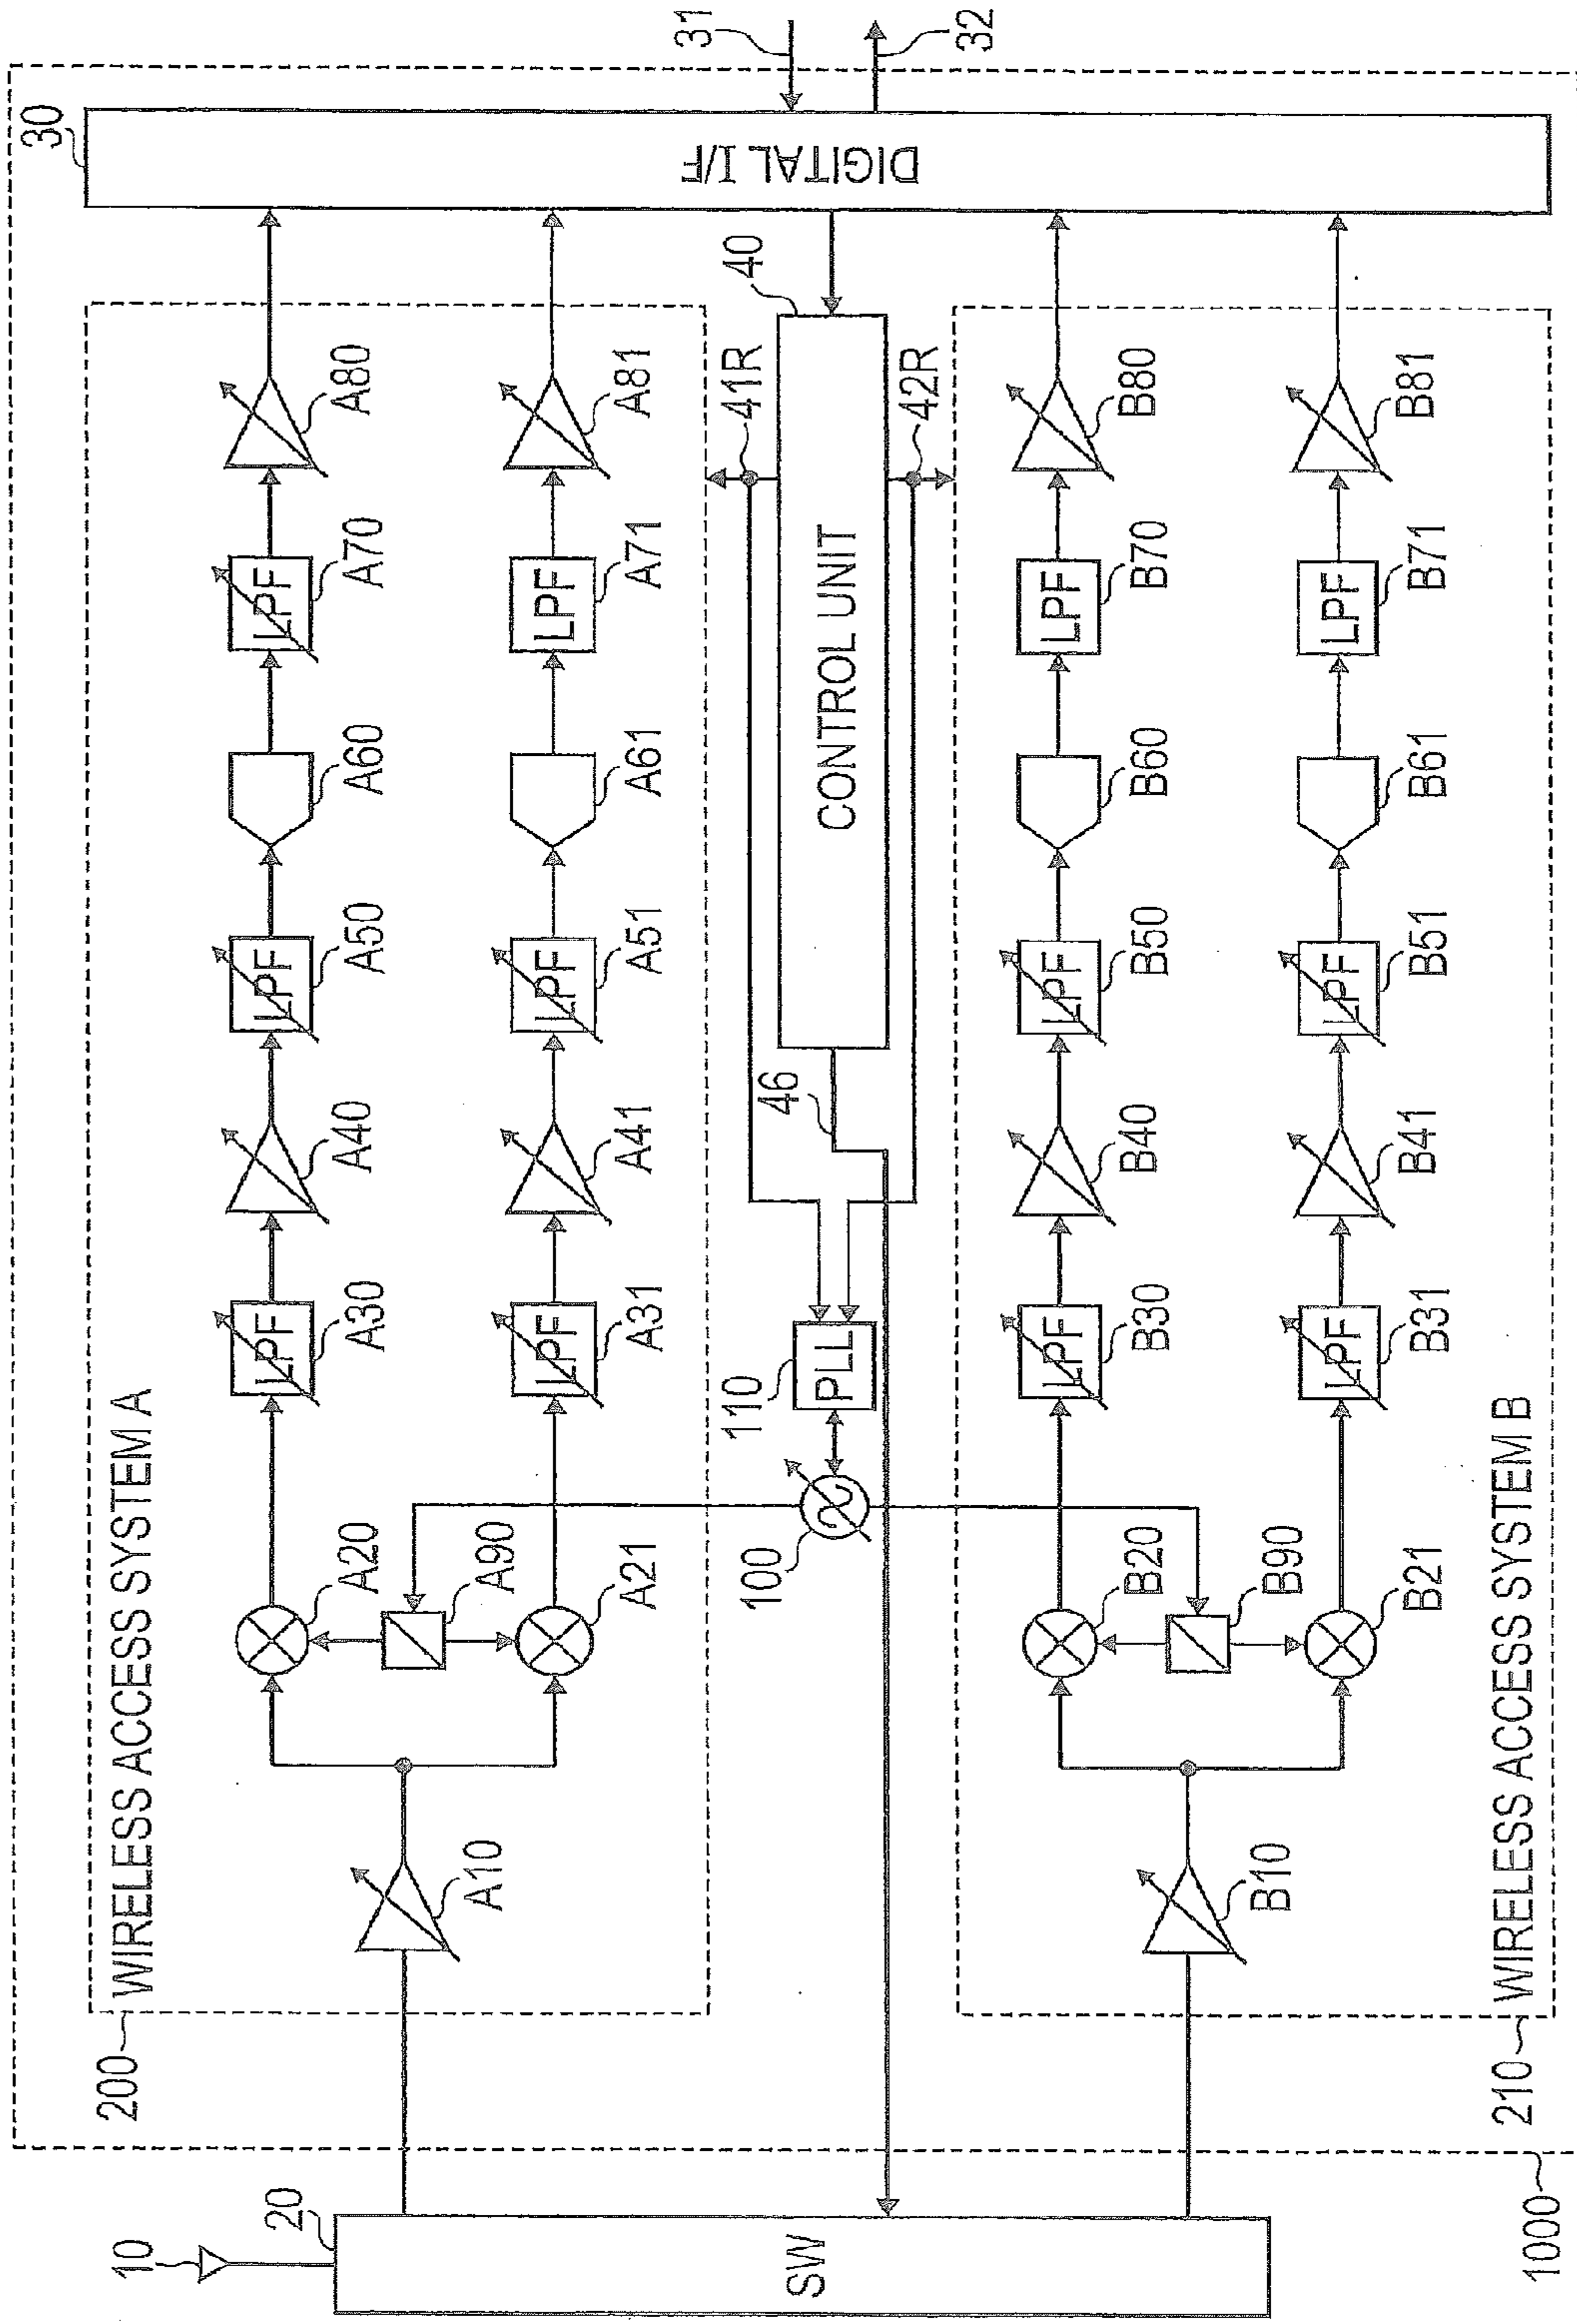 10
20
SW
1000
200
WIRELESS ACCESS SYSTEM A
A10
A20
A90
A21
LPF
A30
LPF
A31
A40
A41
LPF
A50
LPF
A51
A60
A61
LPF
A70
LPF
A71
A80
A81
100
110
PLL
46
CONTROL UNIT
40
41R
42R
30
DIGITAL I/F
31
32
210
WIRELESS ACCESS SYSTEM B
B10
B20
B90
B21
LPF
B30
LPF
B31
B40
B41
LPF
B50
LPF
B51
B60
B61
LPF
B70
LPF
B71
B80
B81